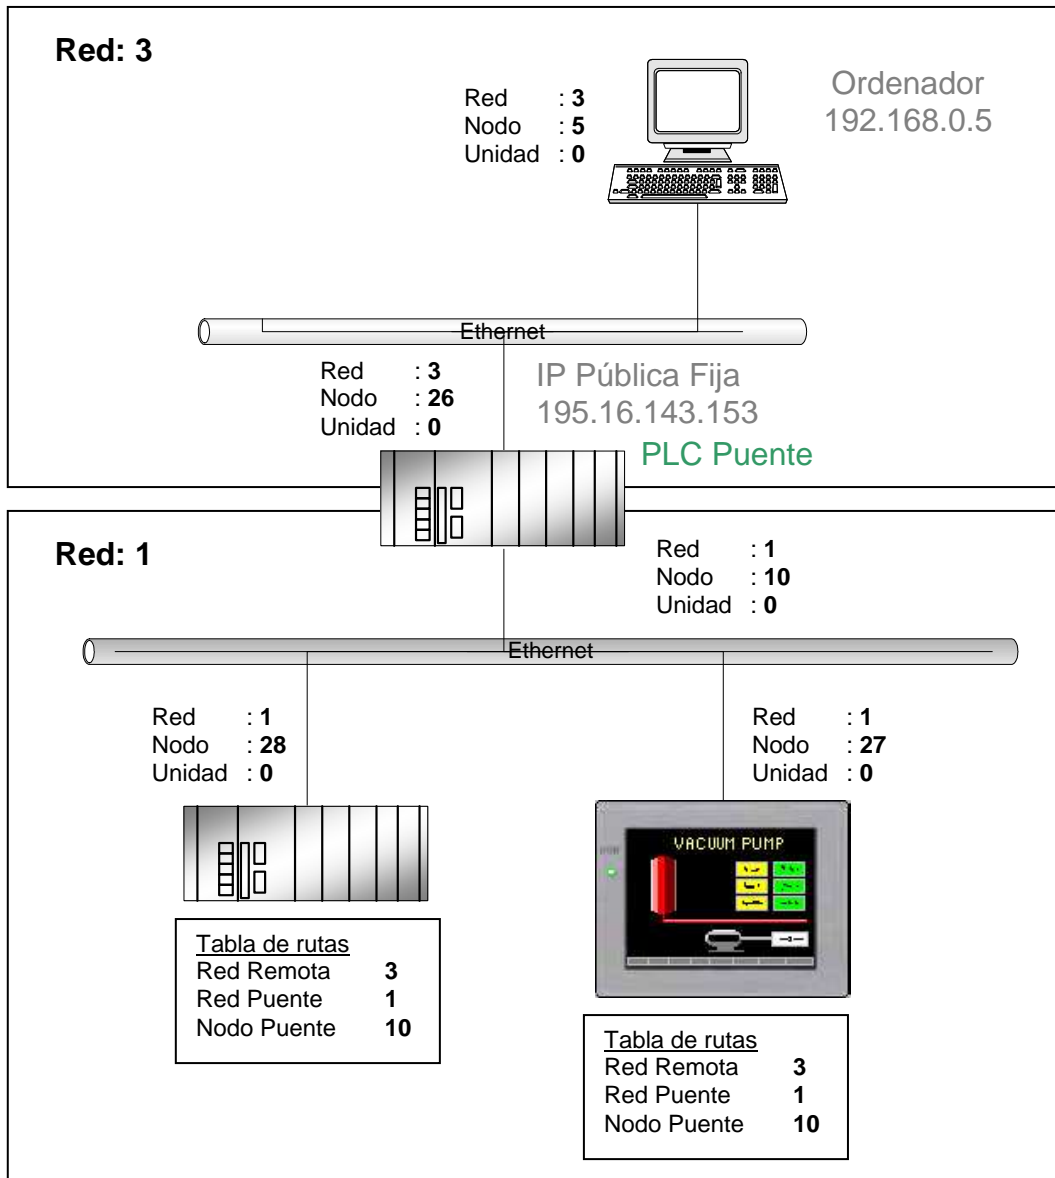 Red: 3
Ordenador
192.168.0.5
Red : 3
Nodo : 5
Unidad : 0
Ethernet
Red : 3
Nodo : 26
Unidad : 0
IP Pública Fija
195.16.143.153
PLC Puente
Red: 1
Red : 1
Nodo : 10
Unidad : 0
Ethernet
Red : 1
Nodo : 28
Unidad : 0
Red : 1
Nodo : 27
Unidad : 0
VACUUM PUMP
Tabla de rutas
Red Remota 3
Red Puente 1
Nodo Puente 10
Tabla de rutas
Red Remota 3
Red Puente 1
Nodo Puente 10